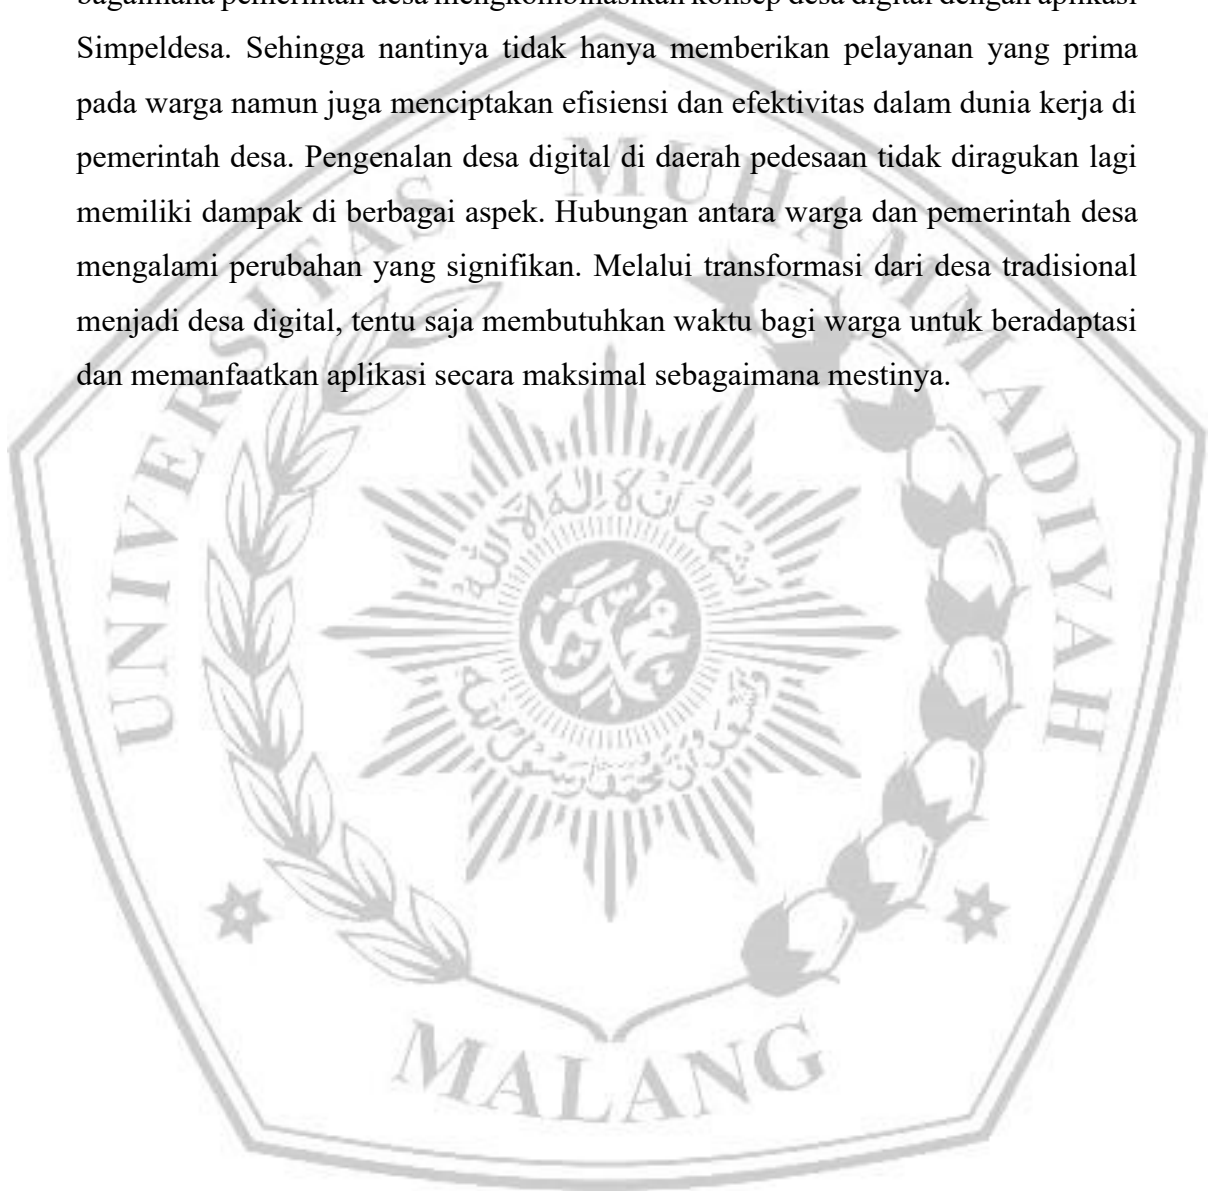 bagaimana pemerintah desa mengkombinasikan konsep desa digital dengan aplikasi
Simpeldesa. Sehingga nantinya tidak hanya memberikan pelayanan yang prima
pada warga namun juga menciptakan efisiensi dan efektivitas dalam dunia kerja di
pemerintah desa. Pengenalan desa digital di daerah pedesaan tidak diragukan lagi
memiliki dampak di berbagai aspek. Hubungan antara warga dan pemerintah desa
mengalami perubahan yang signifikan. Melalui transformasi dari desa tradisional
menjadi desa digital, tentu saja membutuhkan waktu bagi warga untuk beradaptasi
dan memanfaatkan aplikasi secara maksimal sebagaimana mestinya.
UNIVERSITAS MUHAMMADIYAH
MALANG